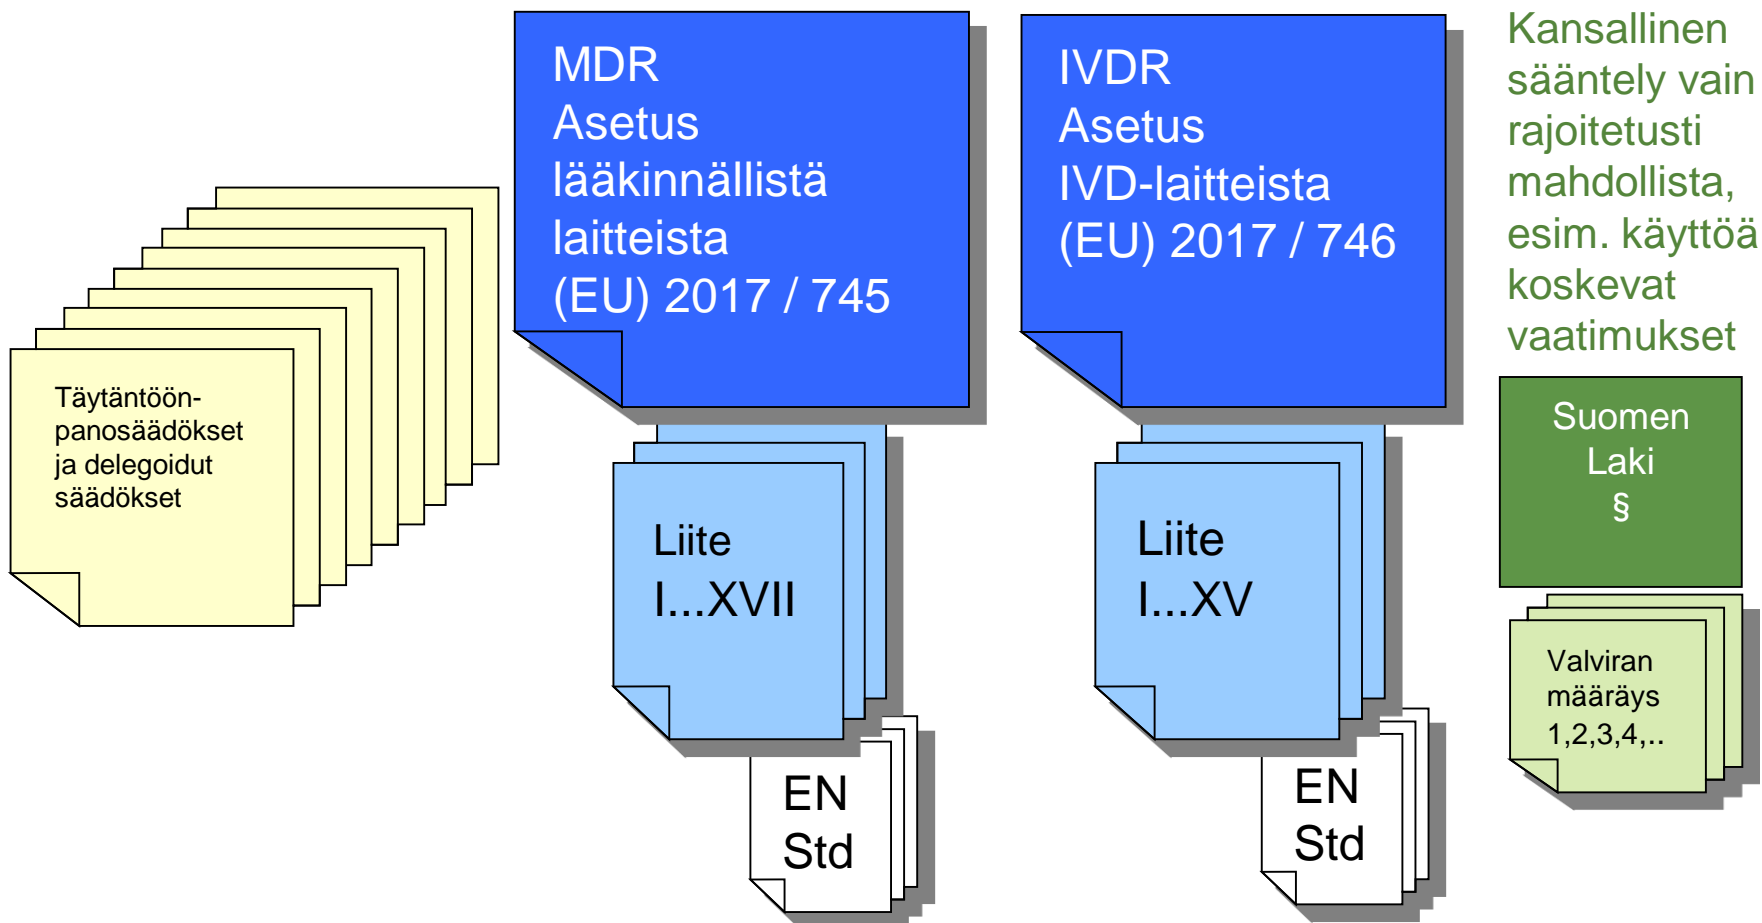 Täytäntöön-
panosäädökset
ja delegoidut
säädökset
MDR
Asetus
lääkinnällistä
laitteista
(EU) 2017 / 745
Liite
I...XVII
EN
Std
IVDR
Asetus
IVD-laitteista
(EU) 2017 / 746
Liite
I...XV
EN
Std
Kansallinen
sääntely vain
rajoitetusti
mahdollista,
esim. käyttöä
koskevat
vaatimukset
Suomen
Laki
§
Valviran
määräys
1,2,3,4,..